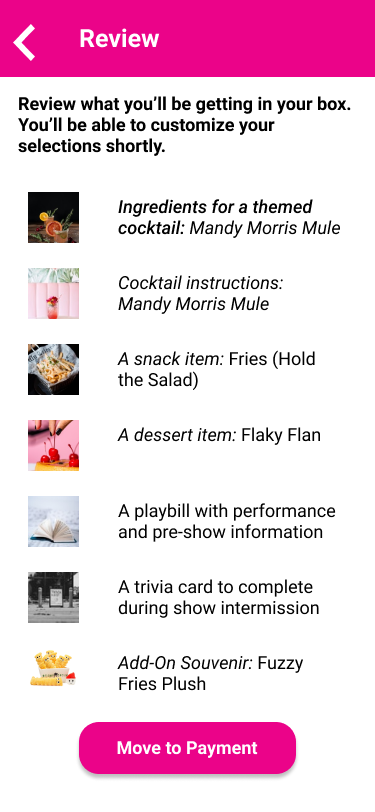 Review
Review what you’ll be getting in your box.
You’ll be able to customize your
selections shortly.
Ingredients for a themed
cocktail: Mandy Morris Mule
Cocktail instructions:
Mandy Morris Mule
A snack item: Fries (Hold
the Salad)
A dessert item: Flaky Flan
A playbill with performance
and pre-show information
A trivia card to complete
during show intermission
Add-On Souvenir: Fuzzy
Fries Plush
Move to Payment